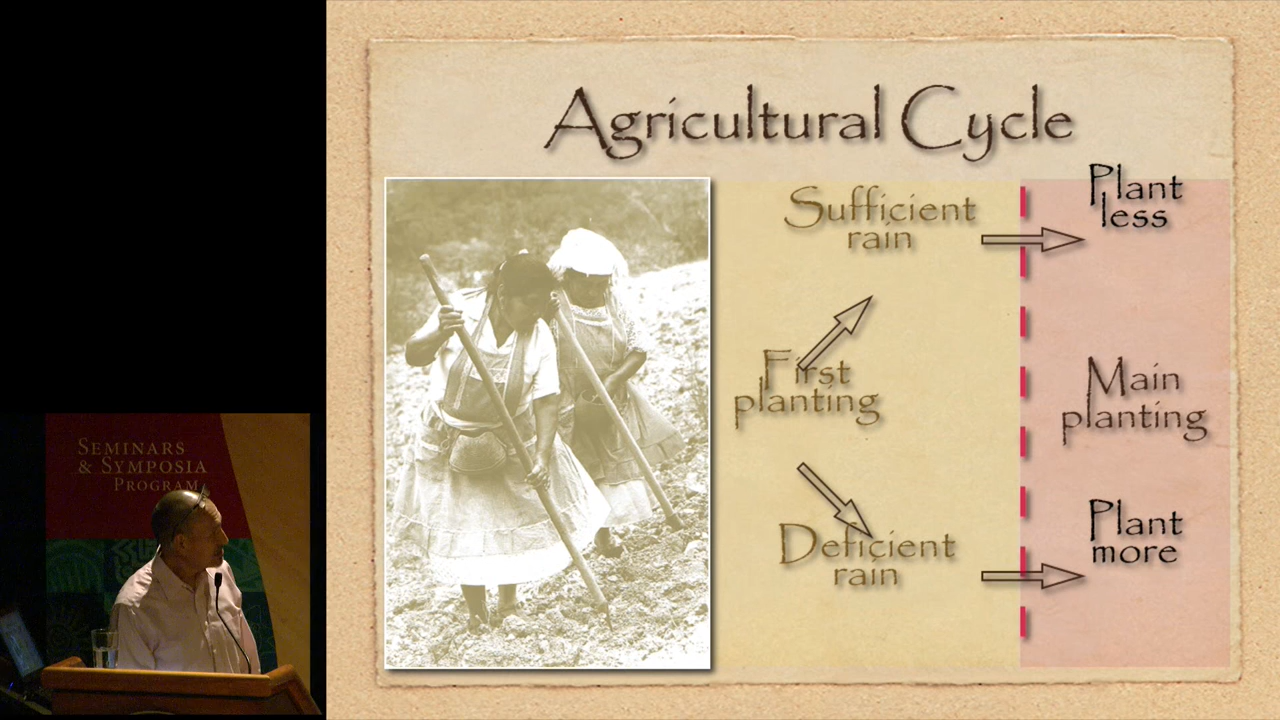 Agricultural Cycle
Sufficient
rain
Plant
less
First
planting
Main
planting
Deficient
rain
Plant
more
SEMINARS
& SYMPOSIA
PROGRAM